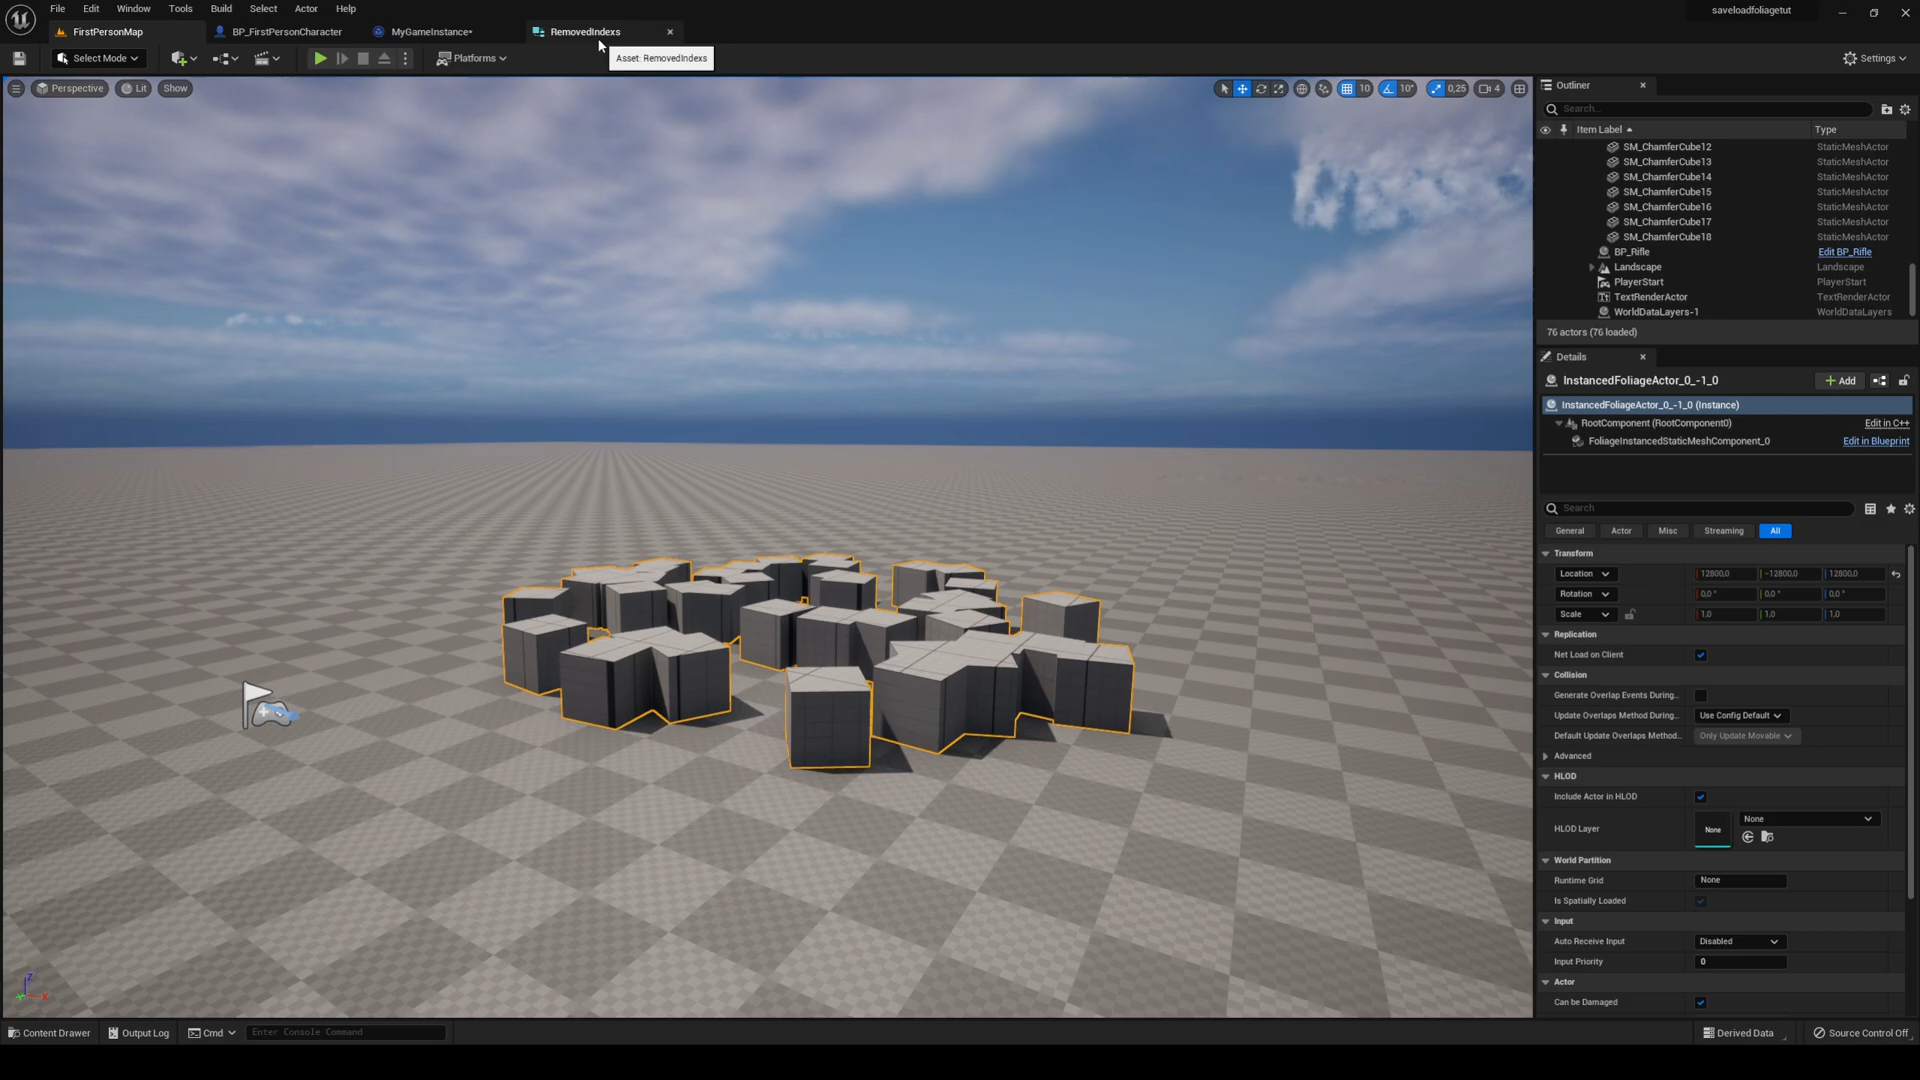 File Edit Window Tools Build Select Actor Help
saveloadfoliagetut
FirstPersonMap
BP_FirstPersonCharacter
MyGameInstance*
RemovedIndexs
Select Mode
Platforms
Asset: RemovedIndexs
Settings
Perspective
Lit
Show
10
10°
0,25
4
Outliner
Search...
Item Label
Type
SM_ChamferCube12 StaticMeshActor
SM_ChamferCube13 StaticMeshActor
SM_ChamferCube14 StaticMeshActor
SM_ChamferCube15 StaticMeshActor
SM_ChamferCube16 StaticMeshActor
SM_ChamferCube17 StaticMeshActor
SM_ChamferCube18 StaticMeshActor
BP_Rifle Edit BP_Rifle
Landscape Landscape
PlayerStart PlayerStart
TextRenderActor TextRenderActor
WorldDataLayers-1 WorldDataLayers
76 actors (76 loaded)
Details
InstancedFoliageActor_0_-1_0
Add
InstancedFoliageActor_0_-1_0 (Instance)
RootComponent (RootComponent0) Edit in C++
FoliageInstancedStaticMeshComponent_0 Edit in Blueprint
Search
General Actor Misc Streaming All
Transform
Location 12800,0 -12800,0 12800,0
Rotation 0,0 ° 0,0 ° 0,0 °
Scale 1,0 1,0 1,0
Replication
Net Load on Client
Collision
Generate Overlap Events During..
Update Overlaps Method During.. Use Config Default
Default Update Overlaps Method.. Only Update Movable
Advanced
HLOD
Include Actor in HLOD
HLOD Layer None None
World Partition
Runtime Grid None
Is Spatially Loaded
Input
Auto Receive Input Disabled
Input Priority 0
Actor
Can be Damaged
Z
X
Content Drawer
Output Log
Cmd
Enter Console Command
Derived Data
Source Control Off